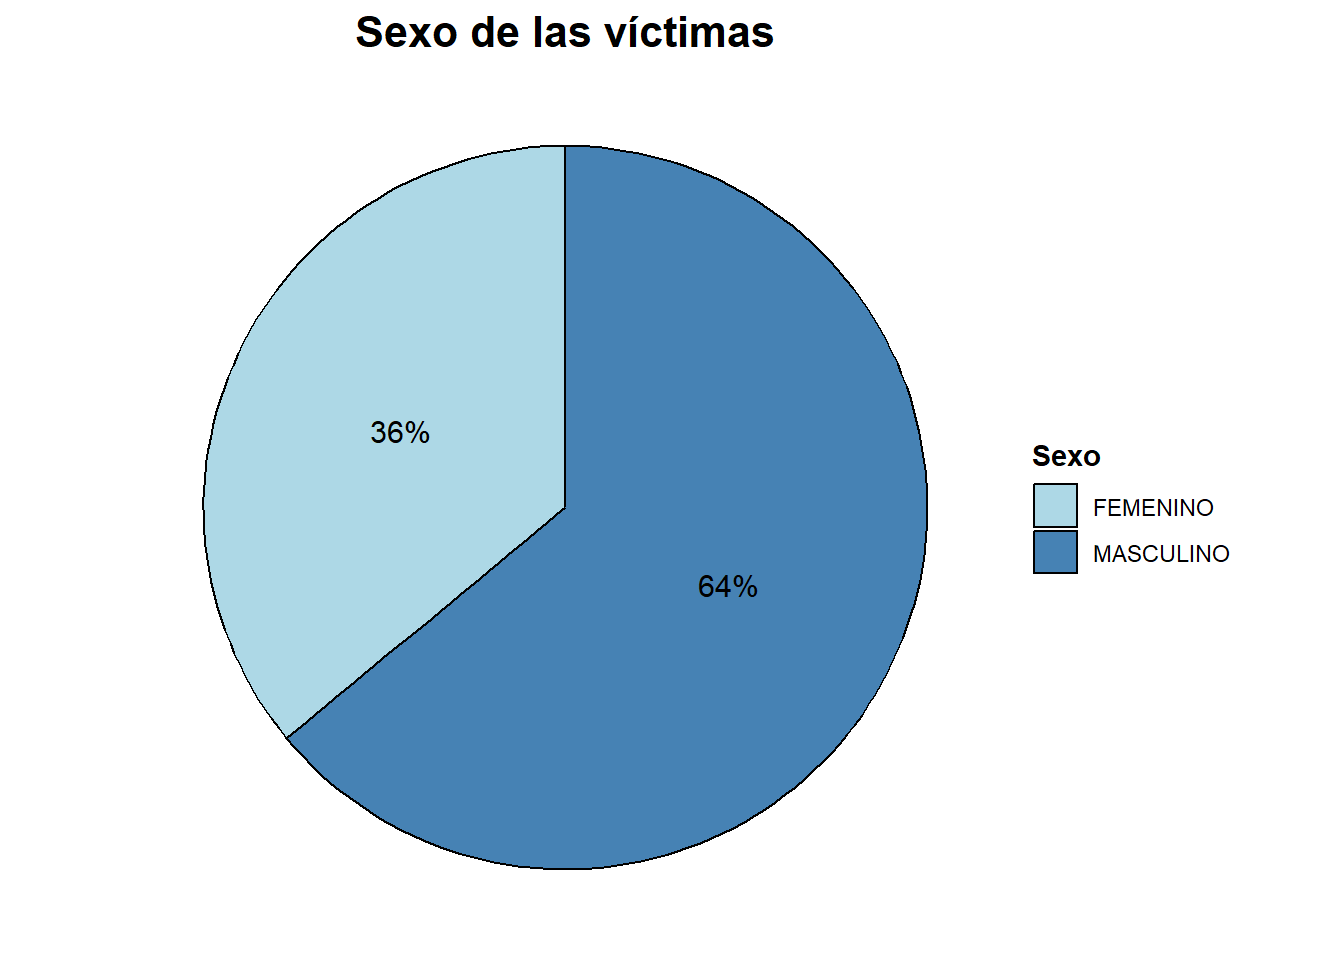 Sexo de las víctimas
36%
64%
Sexo
FEMENINO
MASCULINO